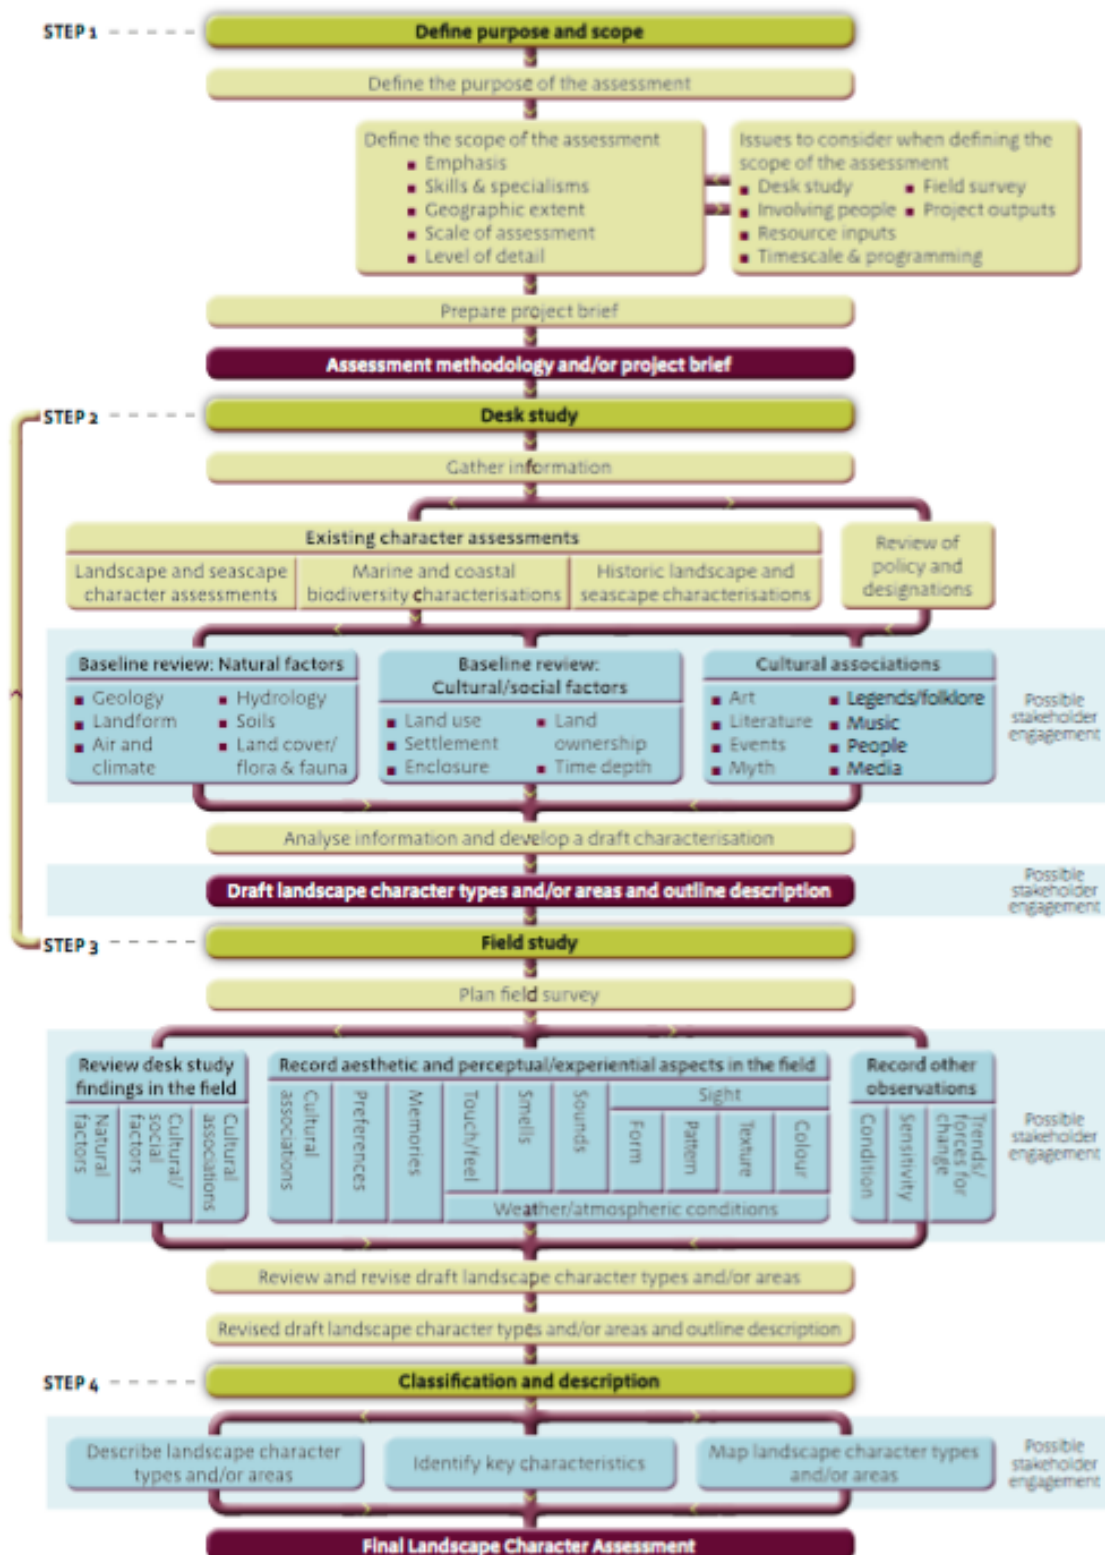 STEP 1
Define purpose and scope
Define the purpose of the assessment
Define the scope of the assessment
Emphasis
Skills & specialisms
Geographic extent
Scale of assessment
Level of detail
Issues to consider when defining the
scope of the assessment
Desk study
Involving people
Resource inputs
Timescale & programming
Field survey
Project outputs
Prepare project brief
Assessment methodology and/or project brief
STEP 2
Desk study
Gather information
Existing character assessments
Landscape and seascape
character assessments
Marine and coastal
biodiversity characterisations
Historic landscape and
seascape characterisations
Review of
policy and
designations
Baseline review: Natural factors
Geology
Landform
Air and
climate
Hydrology
Soils
Land cover/
flora & fauna
Baseline review:
Cultural/social factors
Land use
Settlement
Enclosure
Land
ownership
Time depth
Cultural associations
Art
Literature
Events
Myth
Legends/folklore
Music
People
Media
Possible
stakeholder
engagement
Analyse information and develop a draft characterisation
Draft landscape character types and/or areas and outline description
Possible
stakeholder
engagement
STEP 3
Field study
Plan field survey
Review desk study
findings in the field
Natural
factors
Cultural/
social
factors
Cultural
associations
Record aesthetic and perceptual/experiential aspects in the field
Cultural
associations
Preferences
Memories
Touch/feel
Smells
Sounds
Sight
Form
Pattern
Texture
Colour
Weather/atmospheric conditions
Record other
observations
Condition
Sensitivity
Trends/
forces for
change
Possible
stakeholder
engagement
Review and revise draft landscape character types and/or areas
Revised draft landscape character types and/or areas and outline description
STEP 4
Classification and description
Describe landscape character
types and/or areas
Identify key characteristics
Map landscape character types
and/or areas
Possible
stakeholder
engagement
Final Landscape Character Assessment